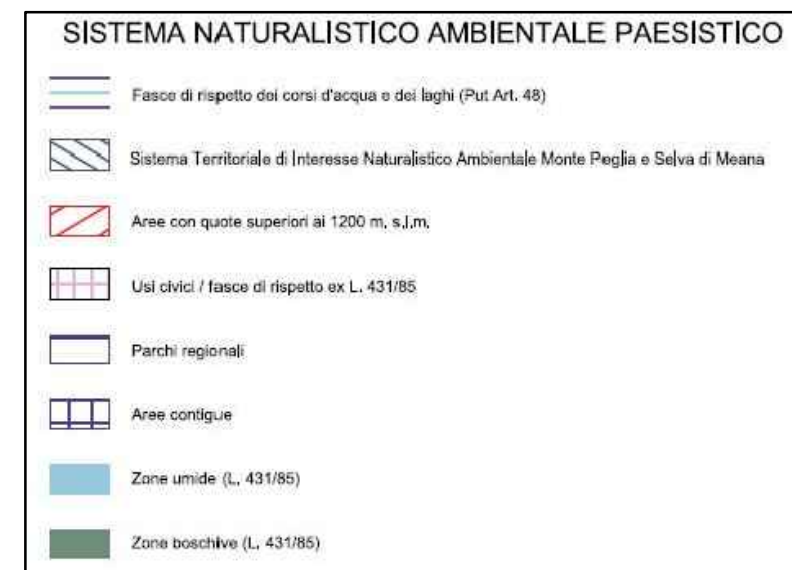 SISTEMA NATURALISTICO AMBIENTALE PAESISTICO
Fasce di rispetto dei corsi d'acqua e dei laghi (Put Art. 48)
Sistema Territoriale di Interesse Naturalistico Ambientale Monte Peglia e Selva di Meana
Aree con quote superiori ai 1200 m. s.l.m.
Usi civici / fasce di rispetto ex L. 431/85
Parchi regionali
Aree contigue
Zone umide (L. 431/85)
Zone boschive (L. 431/85)